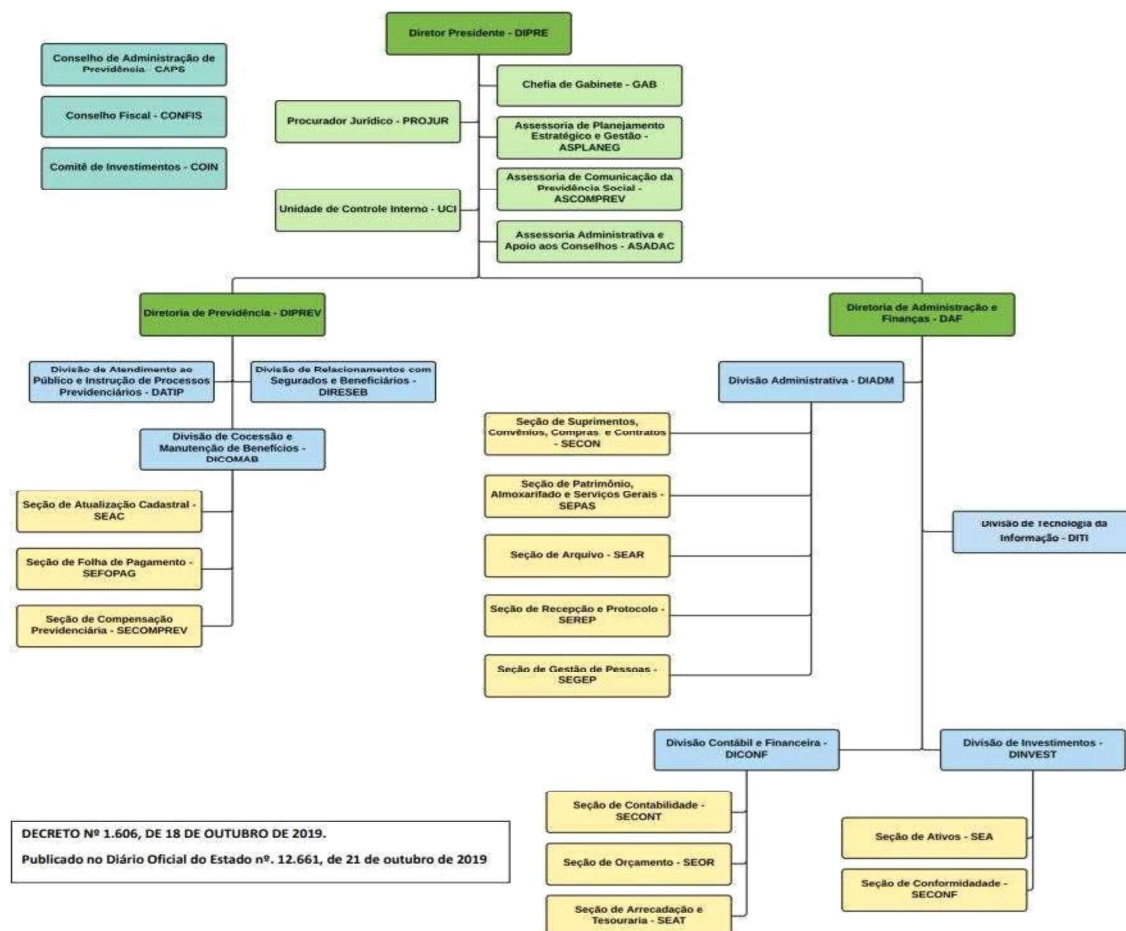 Diretor Presidente - DIPRE
Conselho de Administração de
Previdência - CAPS
Conselho Fiscal - CONFIS
Comitê de Investimentos - COIN
Chefia de Gabinete - GAB
Procurador Jurídico - PROJUR
Assessoria de Planejamento
Estratégico e Gestão -
ASPLANEG
Assessoria de Comunicação da
Previdência Social -
ASCOMPREV
Unidade de Controle Interno - UCI
Assessoria Administrativa e
Apoio aos Conselhos - ASADAC
Diretoria de Previdência - DIPREV
Diretoria de Administração e
Finanças - DAF
Divisão de Atendimento ao
Público e Instrução de Processos
Previdenciários - DATIP
Divisão de Relacionamentos com
Segurados e Beneficiários -
DIRESEB
Divisão de Cocessão e
Manutenção de Benefícios -
DICOMAB
Seção de Atualização Cadastral -
SEAC
Seção de Folha de Pagamento -
SEFOPAG
Seção de Compensação
Previdenciária - SECOMPREV
Divisão Administrativa - DIADM
Seção de Suprimentos,
Convênios, Compras e Contratos
- SECON
Seção de Patrimônio,
Almoxarifado e Serviços Gerais -
SEPAS
Seção de Arquivo - SEAR
Seção de Recepção e Protocolo -
SEREP
Seção de Gestão de Pessoas -
SEGEP
Divisão de Tecnologia da
Informação - DITI
Divisão Contábil e Financeira -
DICONF
Divisão de Investimentos -
DINVEST
Seção de Contabilidade -
SECONT
Seção de Orçamento - SEOR
Seção de Arrecadação e
Tesouraria - SEAT
Seção de Ativos - SEA
Seção de Conformidadade -
SECONF
DECRETO Nº 1.606, DE 18 DE OUTUBRO DE 2019.
Publicado no Diário Oficial do Estado nº. 12.661, de 21 de outubro de 2019